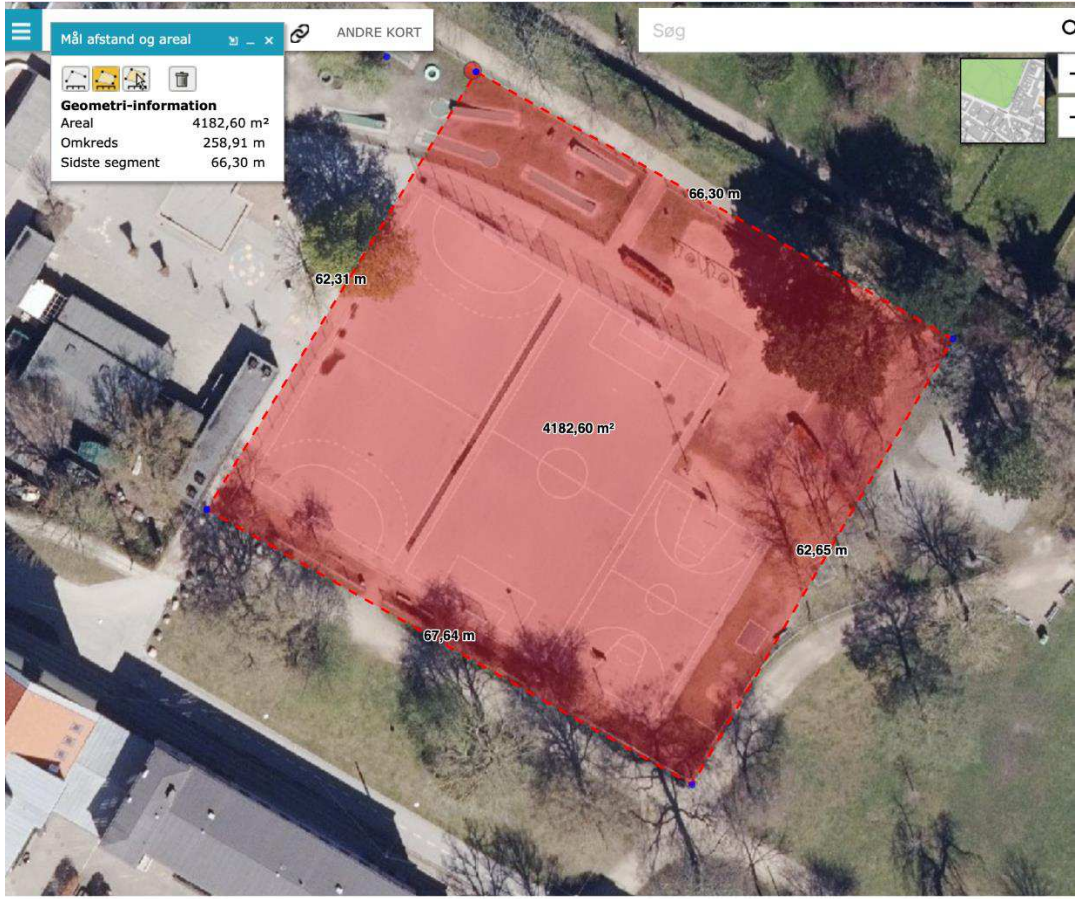 Mål afstand og areal
ANDRE KORT
Søg
Geometri-information
Areal 4182,60 m²
Omkreds 258,91 m
Sidste segment 66,30 m
66,30 m
62,31 m
4182,60 m²
62,65 m
67,64 m